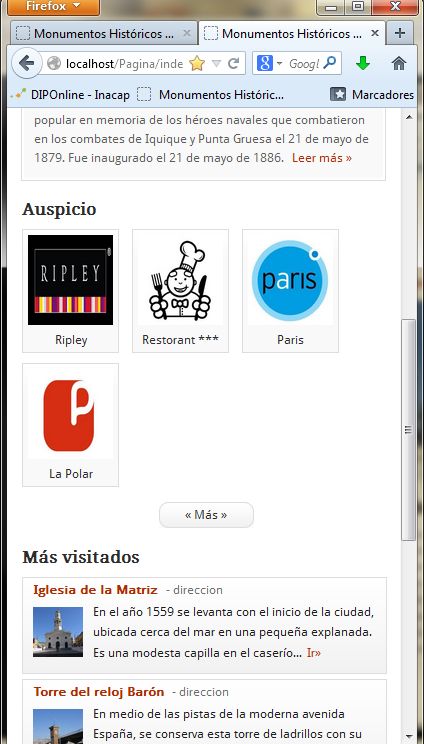 Firefox
Monumentos Históricos ...
Monumentos Históricos ...
localhost/Pagina/inde
Googl
DIPOnline - Inacap
Monumentos Históric...
Marcadores
popular en memoria de los héroes navales que combatieron
en los combates de Iquique y Punta Gruesa el 21 de mayo de
1879. Fue inaugurado el 21 de mayo de 1886. Leer más »
Auspicio
RIPLEY
®
paris
Ripley
Restorant ***
Paris
P
La Polar
« Más »
Más visitados
Iglesia de la Matriz - direccion
En el año 1559 se levanta con el inicio de la ciudad,
ubicada cerca del mar en una pequeña explanada.
Es una modesta capilla en el caserío... Ir»
Torre del reloj Barón - direccion
En medio de las pistas de la moderna avenida
España, se conserva esta torre de ladrillos con su